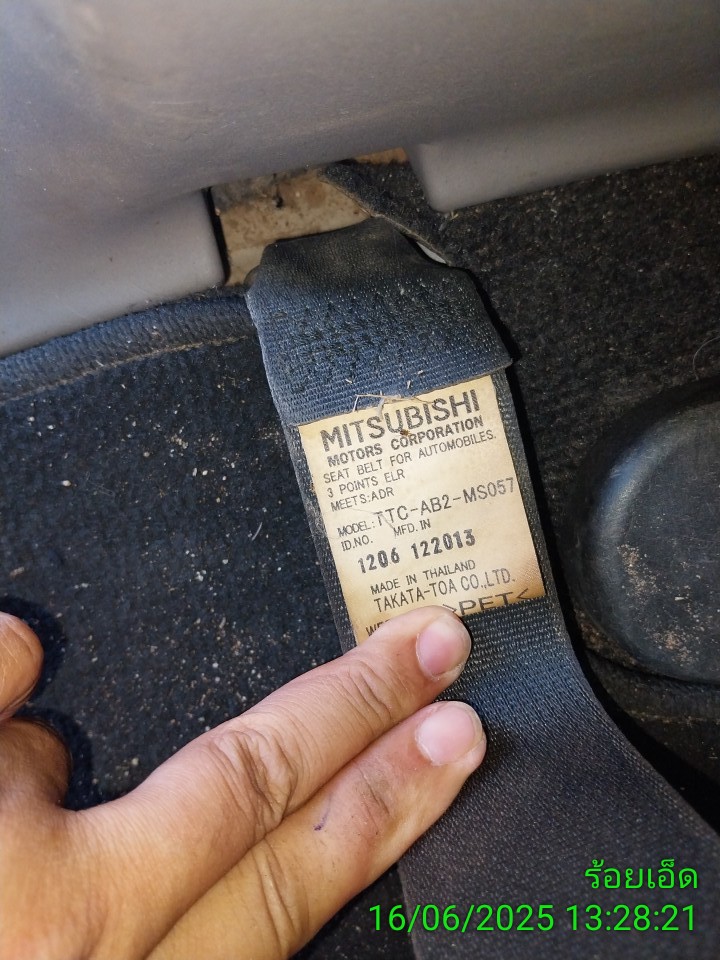 MITSUBISHI
MOTORS CORPORATION
SEAT BELT FOR AUTOMOBILES.
3 POINTS ELR
MEETS:ADR
MODEL:TTC-AB2-MS057
ID.NO. MFD.IN
1206 122013
MADE IN THAILAND
TAKATA-TOA CO.,LTD.
>PET<
ร้อยเอ็ด
16/06/2025 13:28:21